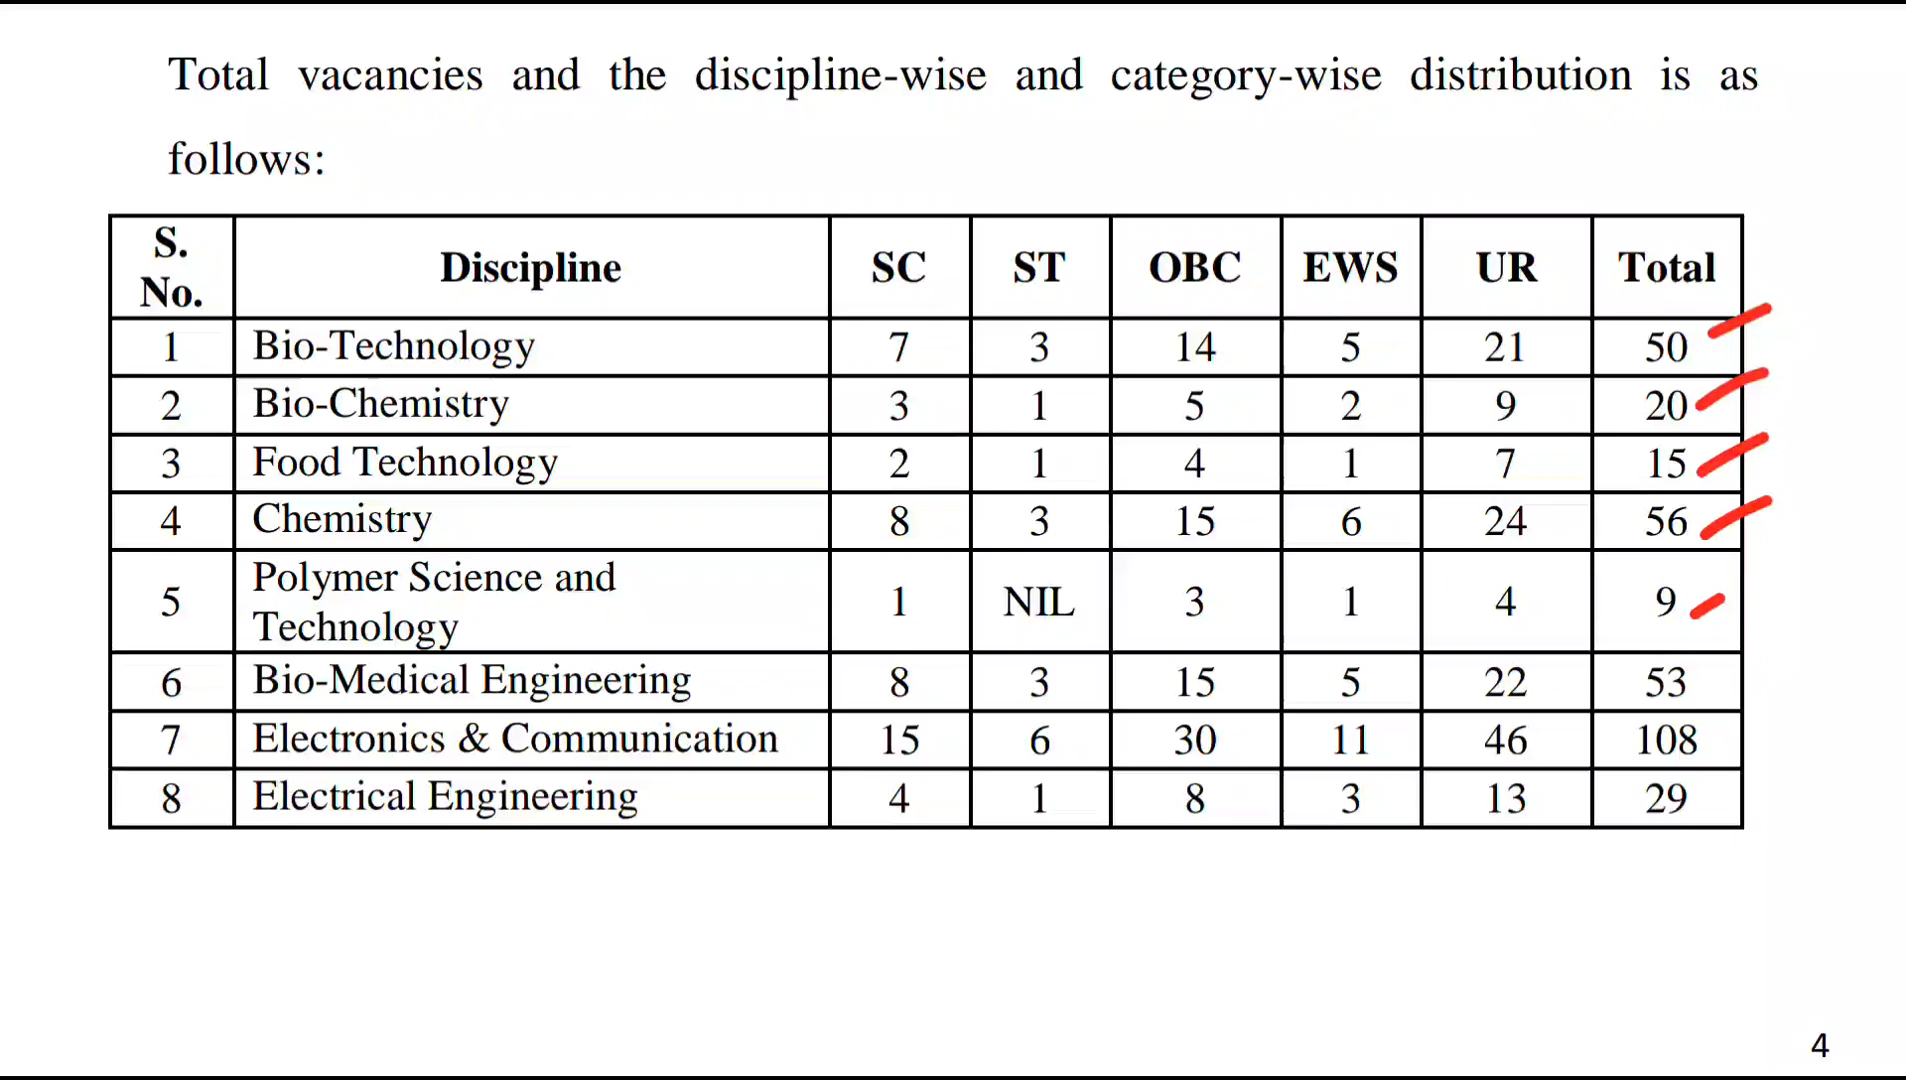 Total vacancies and the discipline-wise and category-wise distribution is as
follows:
S. No. Discipline SC ST OBC EWS UR Total
1 Bio-Technology 7 3 14 5 21 50
2 Bio-Chemistry 3 1 5 2 9 20
3 Food Technology 2 1 4 1 7 15
4 Chemistry 8 3 15 6 24 56
5 Polymer Science and Technology 1 NIL 3 1 4 9
6 Bio-Medical Engineering 8 3 15 5 22 53
7 Electronics & Communication 15 6 30 11 46 108
8 Electrical Engineering 4 1 8 3 13 29
4